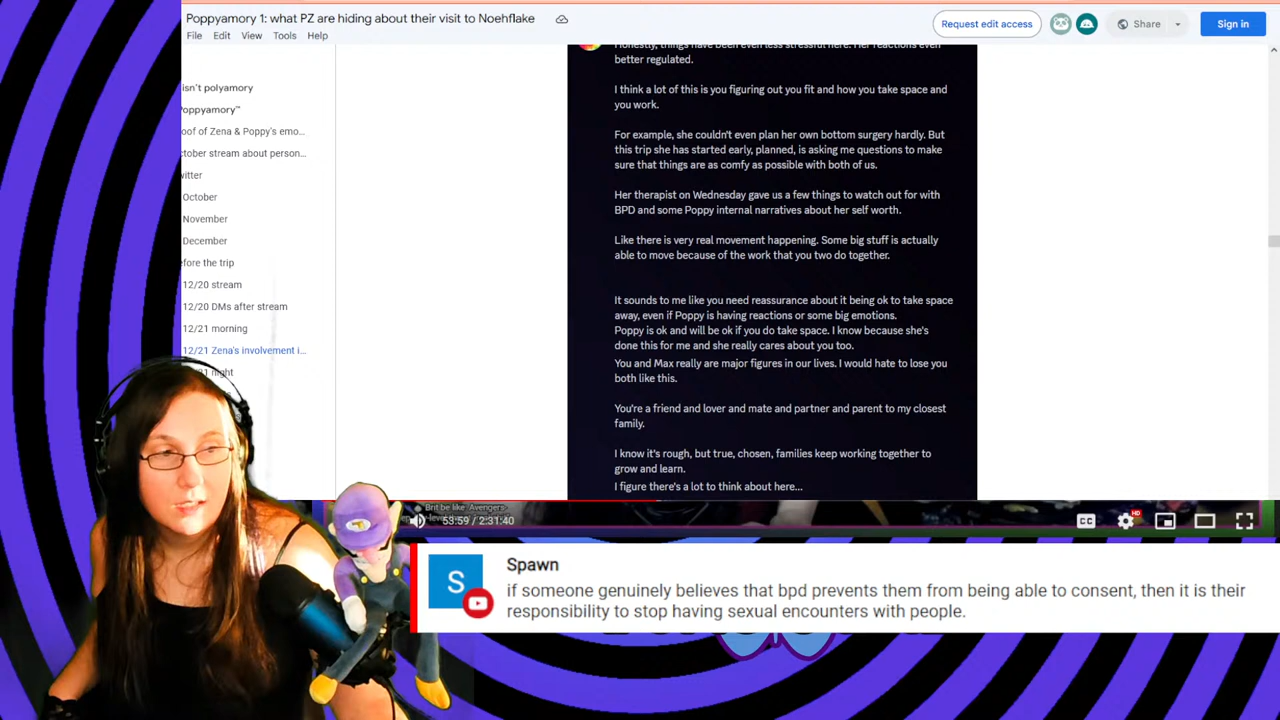 Poppyamory 1: what PZ are hiding about their visit to Noehflake
Request edit access
Share
Sign in
File Edit View Tools Help
isn't polyamory
Poppyamory™
oof of Zena & Poppy's emo...
ctober stream about person...
witter
October
November
December
efore the trip
12/20 stream
12/20 DMs after stream
12/21 morning
12/21 Zena's involvement i...
21 night
Honestly, things have been even less stressful here. Her reactions even
better regulated.
I think a lot of this is you figuring out you fit and how you take space and
you work.
For example, she couldn't even plan her own bottom surgery hardly. But
this trip she has started early, planned, is asking me questions to make
sure that things are as comfy as possible with both of us.
Her therapist on Wednesday gave us a few things to watch out for with
BPD and some Poppy internal narratives about her self worth.
Like there is very real movement happening. Some big stuff is actually
able to move because of the work that you two do together.
It sounds to me like you need reassurance about it being ok to take space
away, even if Poppy is having reactions or some big emotions.
Poppy is ok and will be ok if you do take space. I know because she's
done this for me and she really cares about you too.
You and Max really are major figures in our lives. I would hate to lose you
both like this.
You're a friend and lover and mate and partner and parent to my closest
family.
I know it's rough, but true, chosen, families keep working together to
grow and learn.
I figure there's a lot to think about here...
Brit be like, Avengers-
53:59 / 2:31:40
CC
HD
S
Spawn
if someone genuinely believes that bpd prevents them from being able to consent, then it is their
responsibility to stop having sexual encounters with people.